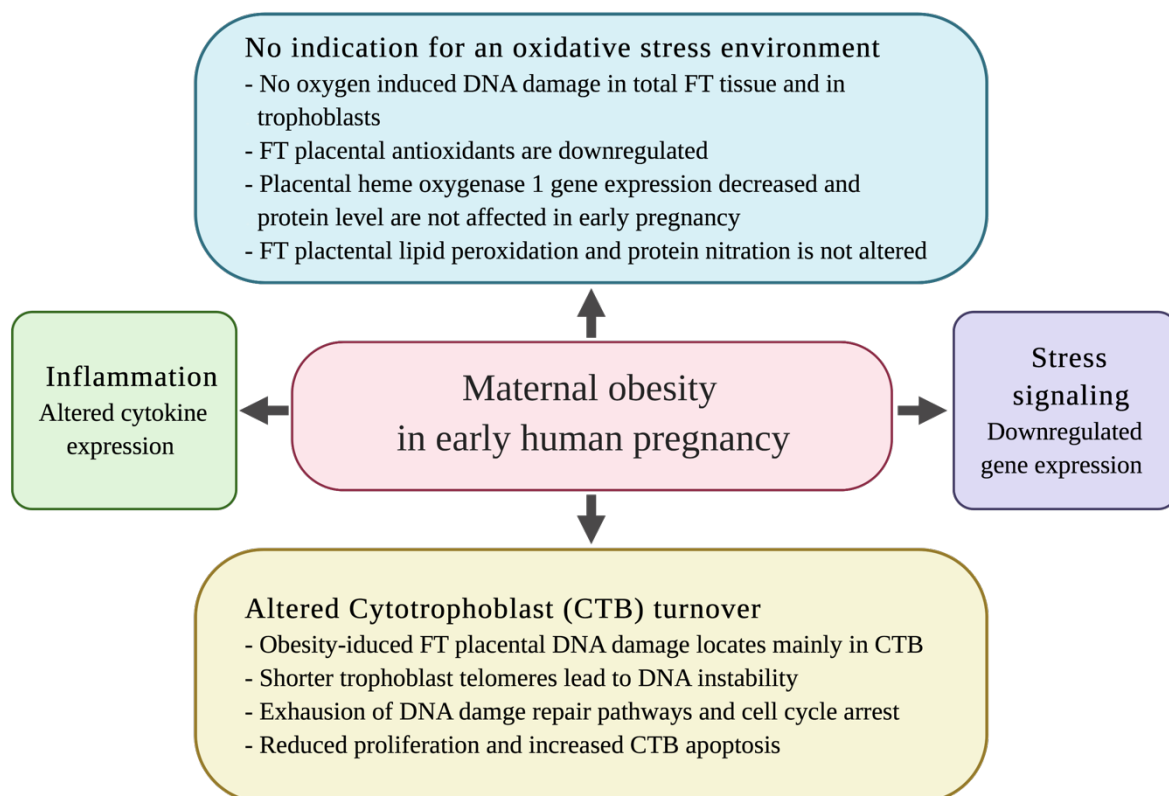 No indication for an oxidative stress environment
- No oxygen induced DNA damage in total FT tissue and in
trophoblasts
- FT placental antioxidants are downregulated
- Placental heme oxygenase 1 gene expression decreased and
protein level are not affected in early pregnancy
- FT plactental lipid peroxidation and protein nitration is not altered
Inflammation
Altered cytokine
expression
Maternal obesity
in early human pregnancy
Stress
signaling
Downregulated
gene expression
Altered Cytotrophoblast (CTB) turnover
- Obesity-iduced FT placental DNA damage locates mainly in CTB
- Shorter trophoblast telomeres lead to DNA instability
- Exhausion of DNA damge repair pathways and cell cycle arrest
- Reduced proliferation and increased CTB apoptosis